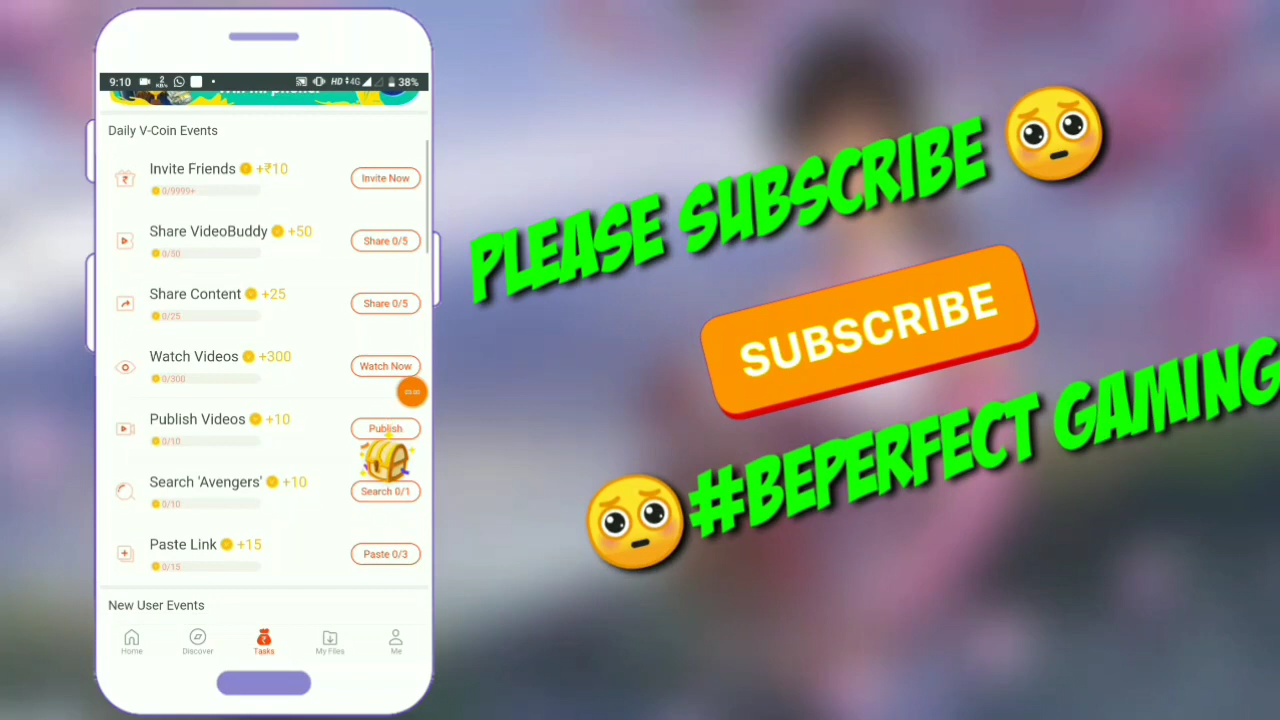 9:10
2
KB/s
HD 4G
38%
Daily V-Coin Events
Invite Friends +₹10
0/9999+
Invite Now
Share VideoBuddy +50
0/50
Share 0/5
Share Content +25
0/25
Share 0/5
Watch Videos +300
0/300
Watch Now
Publish Videos +10
0/10
Publish
Search 'Avengers' +10
0/10
Search 0/1
Paste Link +15
0/15
Paste 0/3
New User Events
Home
Discover
Tasks
My Files
Me
PLEASE SUBSCRIBE
SUBSCRIBE
#BEPERFECT GAMING